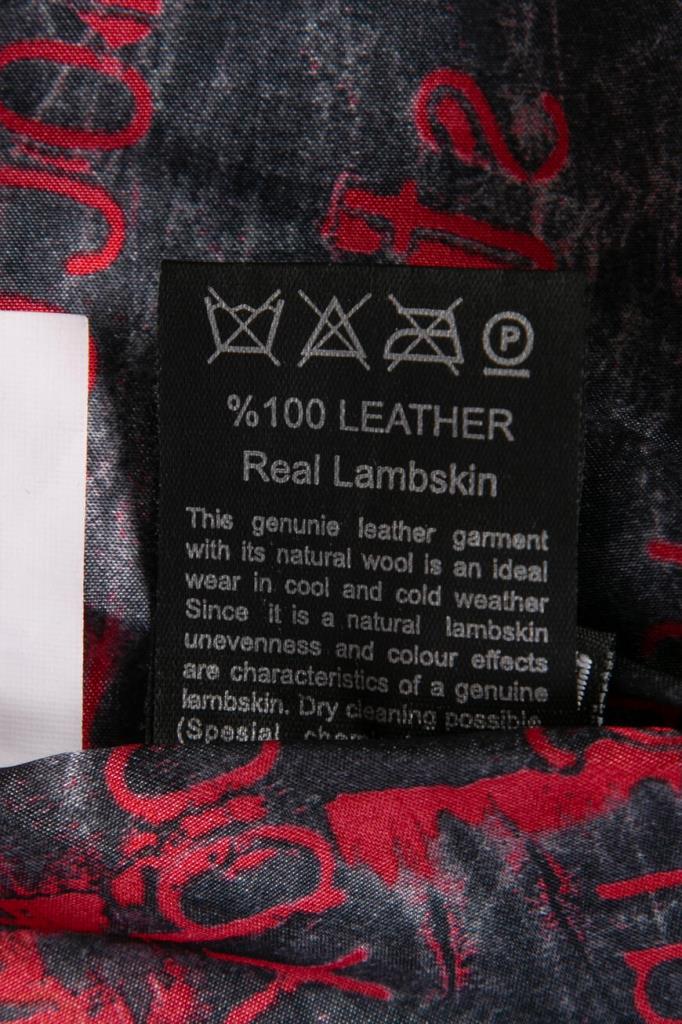 P
%100 LEATHER
Real Lambskin
This genunie leather garment
with its natural wool is an ideal
wear in cool and cold weather
Since it is a natural lambskin
unevenness and colour effects
are characteristics of a genuine
lambskin. Dry cleaning possible
(Spesial